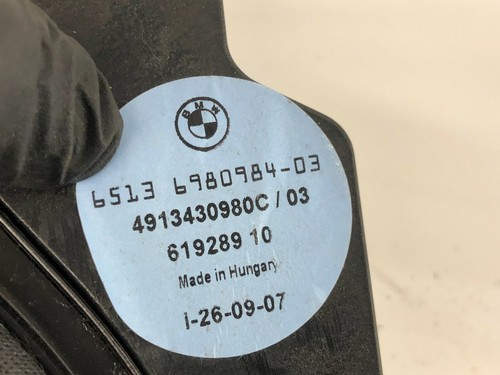 BMW
6513 6980984-03
4913430980C / 03
619289 10
Made in Hungary
i-26-09-07